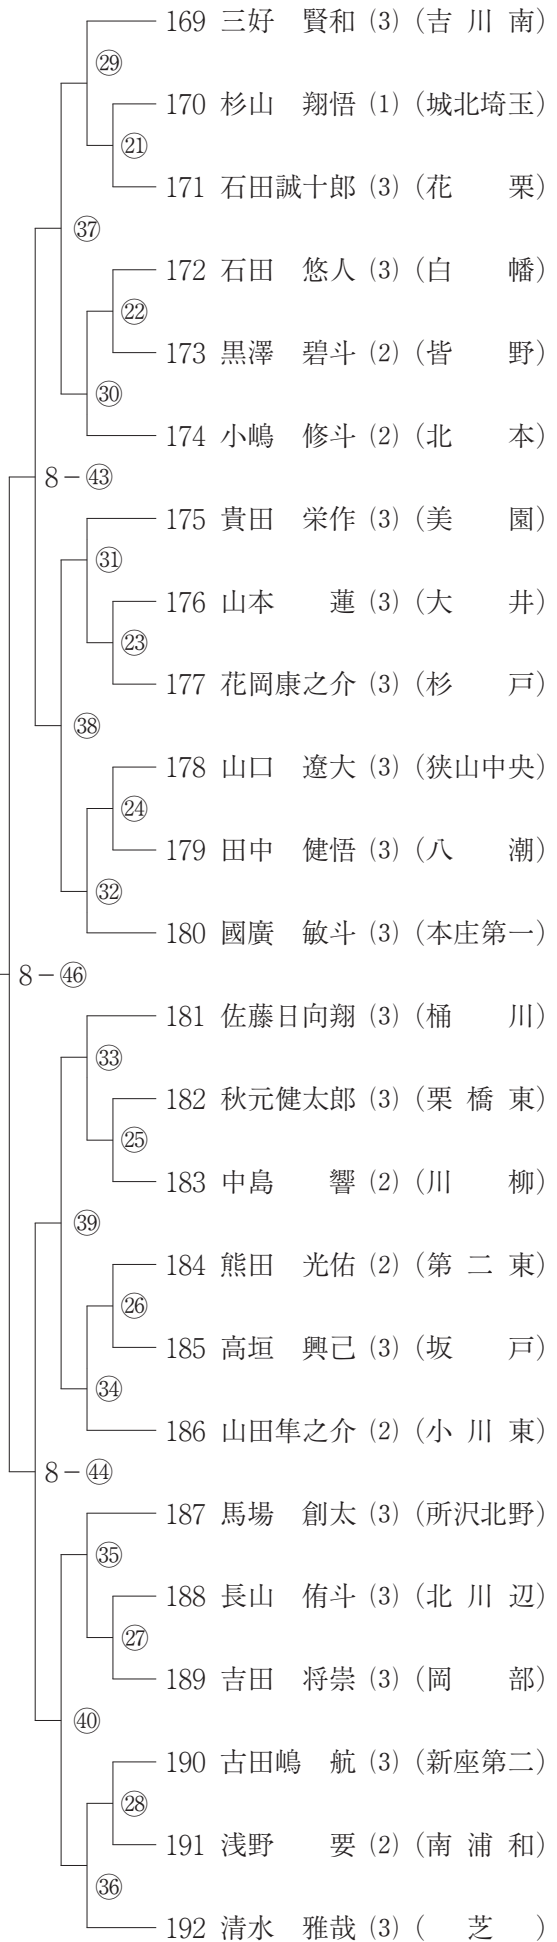 169 三好　賢和 (3) (吉川南)
㉙
170 杉山　翔悟 (1) (城北埼玉)
㉑
171 石田誠十郎 (3) (花　栗)
㊲
172 石田　悠人 (3) (白　幡)
㉒
173 黒澤　碧斗 (2) (皆　野)
㉚
174 小嶋　修斗 (2) (北　本)
8－㊸
175 貴田　栄作 (3) (美　園)
㉛
176 山本　　蓮 (3) (大　井)
㉓
177 花岡康之介 (3) (杉　戸)
㊳
178 山口　遼大 (3) (狭山中央)
㉔
179 田中　健悟 (3) (八　潮)
㉜
180 國廣　敏斗 (3) (本庄第一)
8－㊻
181 佐藤日向翔 (3) (桶　川)
㉝
182 秋元健太郎 (3) (栗橋東)
㉕
183 中島　　響 (2) (川　柳)
㊴
184 熊田　光佑 (2) (第二東)
㉖
185 高垣　興己 (3) (坂　戸)
㉞
186 山田隼之介 (2) (小川東)
8－㊹
187 馬場　創太 (3) (所沢北野)
㉟
188 長山　侑斗 (3) (北川辺)
㉗
189 吉田　将崇 (3) (岡　部)
㊵
190 古田嶋　航 (3) (新座第二)
㉘
191 浅野　　要 (2) (南浦和)
㊱
192 清水　雅哉 (3) (　芝　)